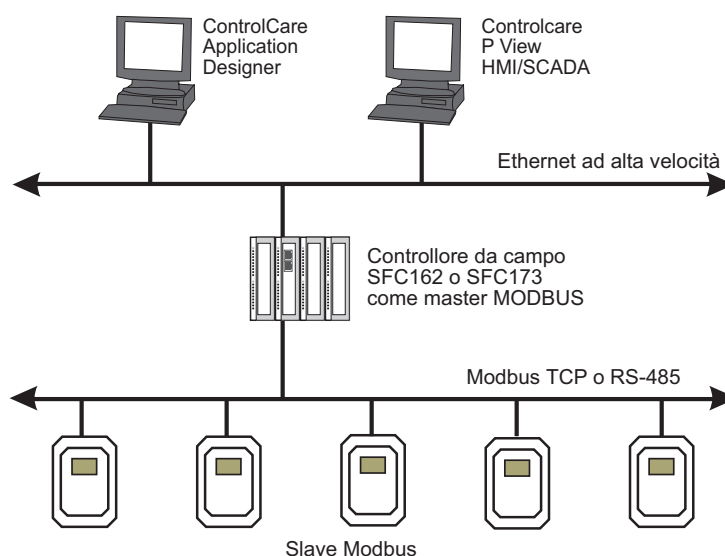 ControlCare
Application
Designer
Controlcare
P View
HMI/SCADA
Ethernet ad alta velocità
Controllore da campo
SFC162 o SFC173
come master MODBUS
Modbus TCP o RS-485
Slave Modbus